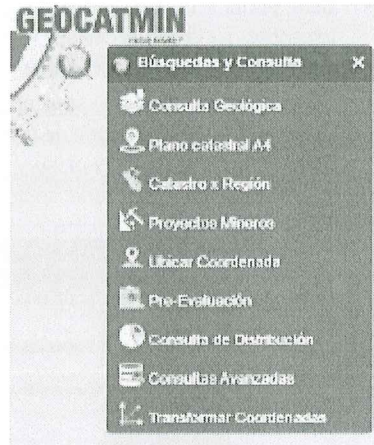 GEOCATMIN
Búsquedas y Consulta
Consulta Geológica
Plano catastral A4
Catastro x Región
Proyectos Mineros
Ubicar Coordenada
Pre-Evaluación
Consulta de Distribución
Consultas Avanzadas
Transformar Coordenadas